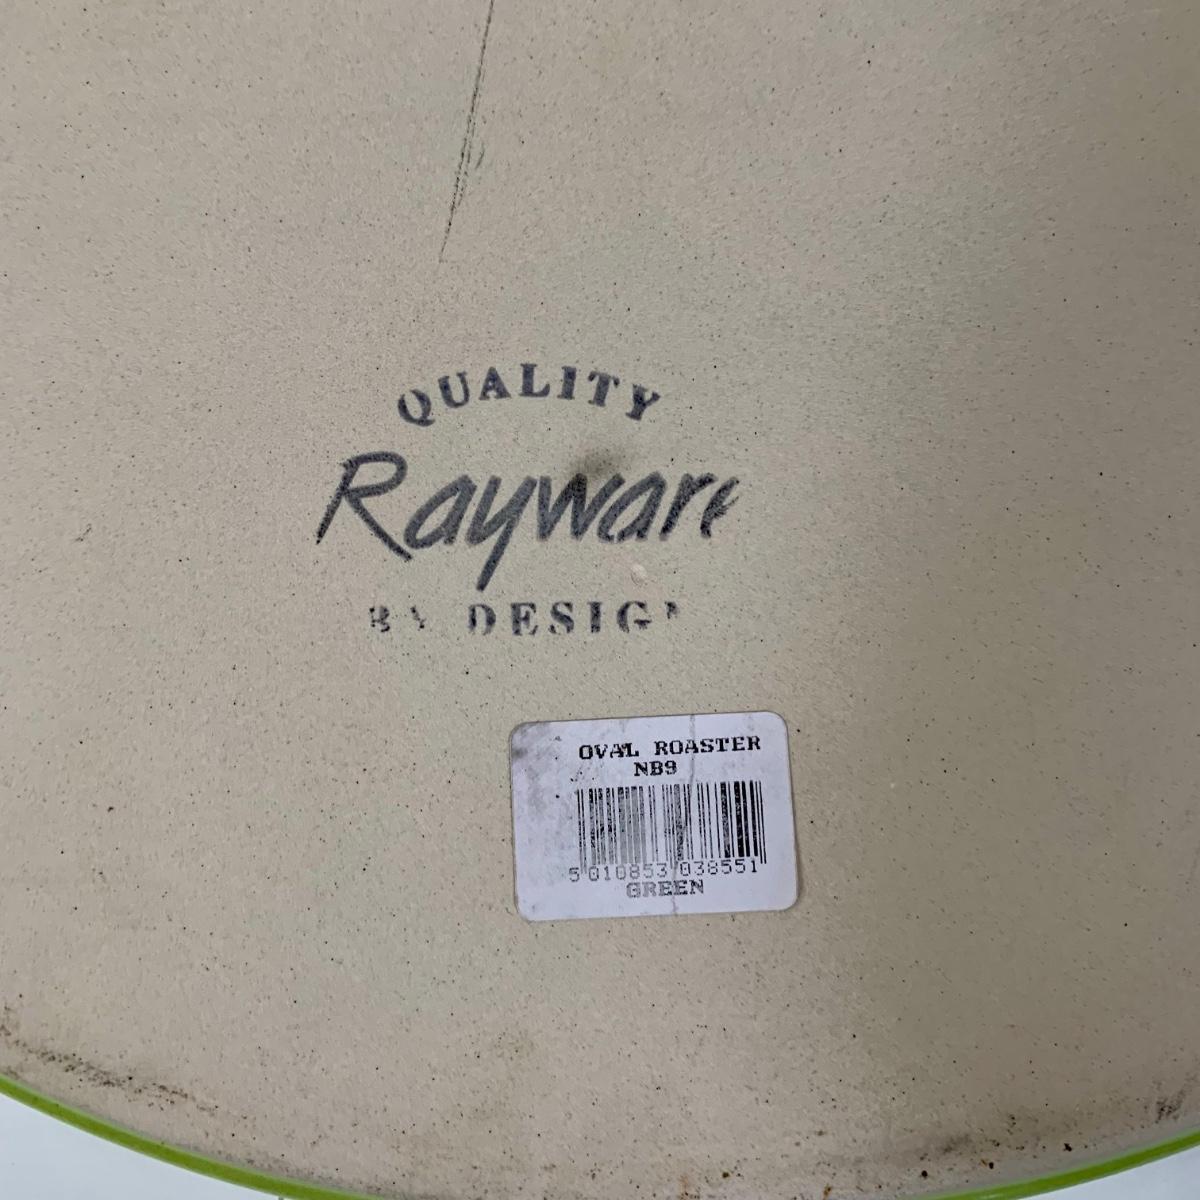 QUALITY
Rayware
BY DESIGN
OVAL ROASTER
NB9
5 010853 038551
GREEN